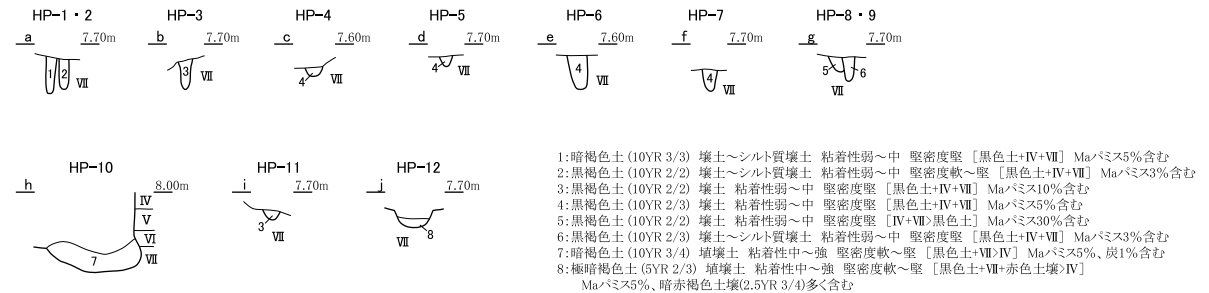 HP-1・2 HP-3 HP-4 HP-5 HP-6 HP-7 HP-8・9
a 7.70m b 7.70m c 7.60m d 7.70m e 7.60m f 7.70m g 7.70m
1 2 Ⅶ 3 Ⅶ 4 Ⅶ 4 Ⅶ 4 Ⅶ 4 Ⅶ 5 6 Ⅶ
HP-10 HP-11 HP-12
h 8.00m i 7.70m j 7.70m
Ⅳ
Ⅴ
Ⅵ
Ⅶ
7 3 Ⅶ Ⅶ 8
1:暗褐色土 (10YR 3/3) 壌土～シルト質壌土 粘着性弱～中 堅密度堅 [黒色土+Ⅳ+Ⅶ] Maパミス5%含む
2:黒褐色土 (10YR 2/2) 壌土～シルト質壌土 粘着性弱～中 堅密度軟～堅 [黒色土+Ⅳ+Ⅶ] Maパミス3%含む
3:黒褐色土 (10YR 2/2) 壌土 粘着性弱～中 堅密度堅 [黒色土+Ⅳ+Ⅶ] Maパミス10%含む
4:黒褐色土 (10YR 2/3) 壌土 粘着性弱～中 堅密度堅 [黒色土+Ⅳ+Ⅶ] Maパミス5%含む
5:黒褐色土 (10YR 2/2) 壌土 粘着性弱～中 堅密度堅 [Ⅳ+Ⅶ>黒色土] Maパミス30%含む
6:黒褐色土 (10YR 2/3) 壌土～シルト質壌土 粘着性弱～中 堅密度堅 [黒色土+Ⅳ+Ⅶ] Maパミス3%含む
7:暗褐色土 (10YR 3/4) 埴壌土 粘着性中～強 堅密度軟～堅 [黒色土+Ⅶ>Ⅳ] Maパミス5%、炭1%含む
8:極暗褐色土 (5YR 2/3) 埴壌土 粘着性中～強 堅密度軟～堅 [黒色土+Ⅶ+赤色土壌>Ⅳ]
Maパミス5%、暗赤褐色土壌(2.5YR 3/4)多く含む